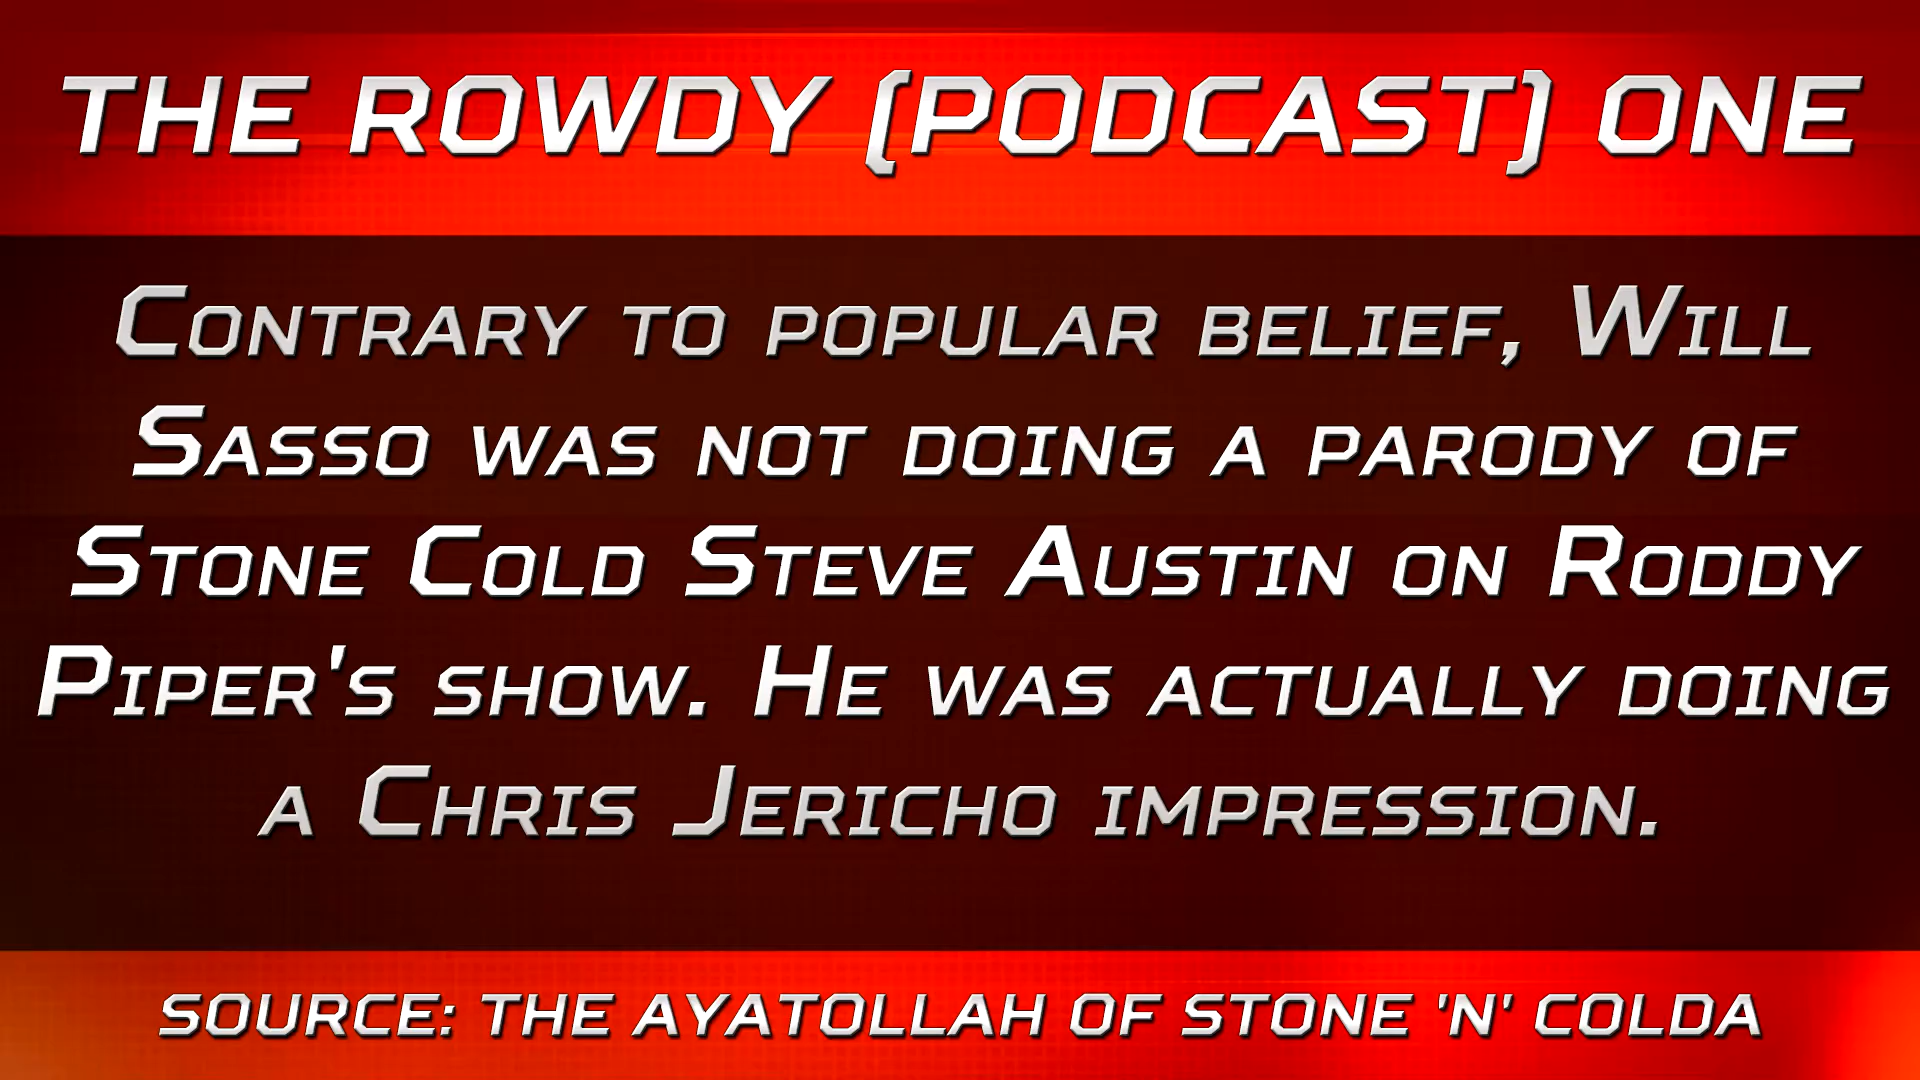 THE ROWDY (PODCAST) ONE
CONTRARY TO POPULAR BELIEF, WILL
SASSO WAS NOT DOING A PARODY OF
STONE COLD STEVE AUSTIN ON RODDY
PIPER'S SHOW. HE WAS ACTUALLY DOING
A CHRIS JERICHO IMPRESSION.
SOURCE: THE AYATOLLAH OF STONE 'N' COLDA